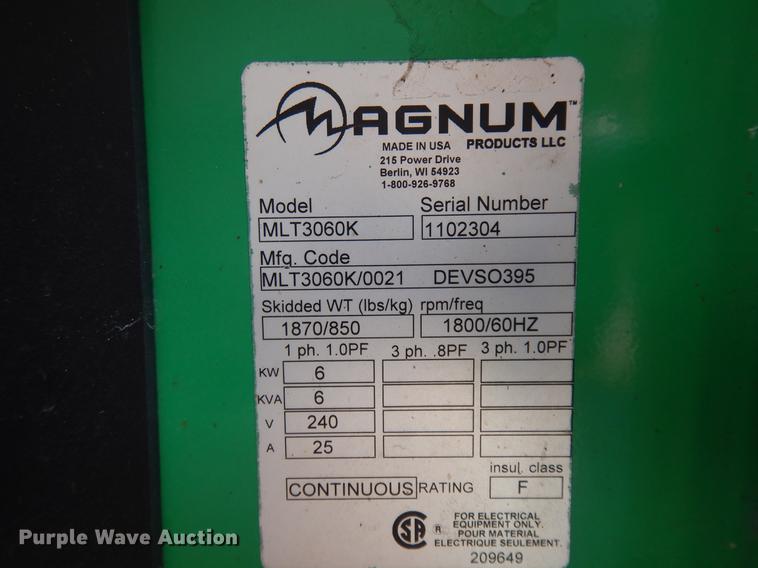 MAGNUM™
PRODUCTS LLC
MADE IN USA
215 Power Drive
Berlin, WI 54923
1-800-926-9768
Model Serial Number
MLT3060K 1102304
Mfg. Code
MLT3060K/0021 DEVSO395
Skidded WT (lbs/kg) rpm/freq
1870/850 1800/60HZ
1 ph. 1.0PF 3 ph. .8PF 3 ph. 1.0PF
KW 6
KVA 6
V 240
A 25
insul. class
CONTINUOUS RATING F
SA ®
FOR ELECTRICAL
EQUIPMENT ONLY.
POUR MATERIAL
ELECTRIQUE SEULEMENT.
209649
Purple Wave Auction